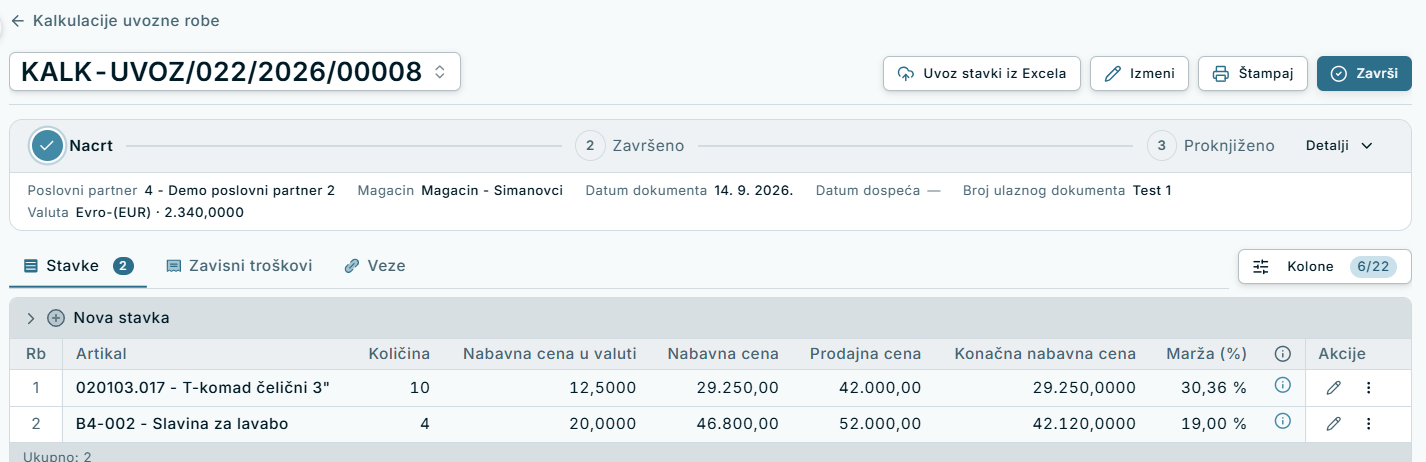 Kalkulacije uvozne robe
KALK-UVOZ/022/2026/00008
Uvoz stavki iz Excela
Izmeni
Štampaj
Završi
Nacrt
2 Završeno
3 Proknjiženo
Detalji
Poslovni partner 4 - Demo poslovni partner 2 Magacin Magacin - Simanovci Datum dokumenta 14. 9. 2026. Datum dospeća — Broj ulaznog dokumenta Test 1
Valuta Evro-(EUR) · 2.340,0000
Stavke 2 Zavisni troškovi Veze
Kolone 6/22
Nova stavka
Rb Artikal Količina Nabavna cena u valuti Nabavna cena Prodajna cena Konačna nabavna cena Marža (%) Akcije
1 020103.017 - T-komad čelični 3" 10 12,5000 29.250,00 42.000,00 29.250,0000 30,36 %
2 B4-002 - Slavina za lavabo 4 20,0000 46.800,00 52.000,00 42.120,0000 19,00 %
Ukupno: 2